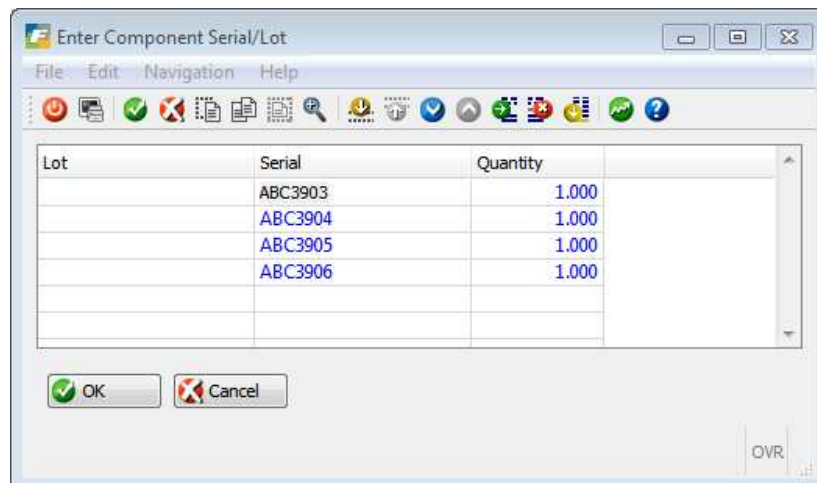 Enter Component Serial/Lot
File Edit Navigation Help
Lot Serial Quantity
ABC3903 1.000
ABC3904 1.000
ABC3905 1.000
ABC3906 1.000
OK Cancel
OVR